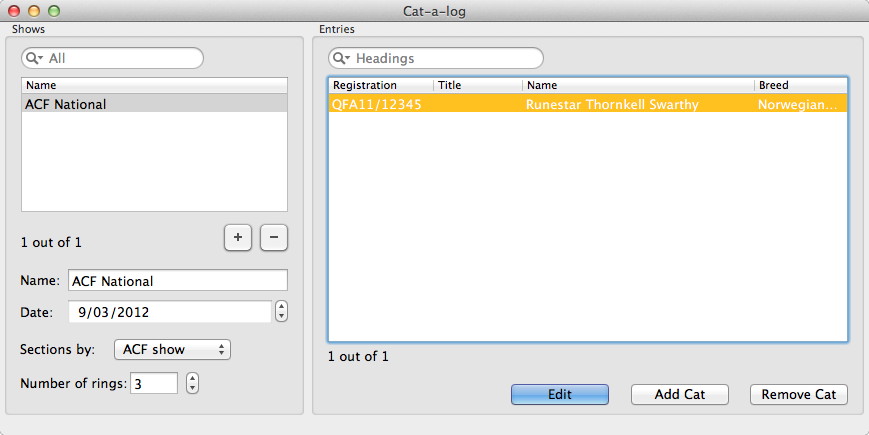 Cat-a-log
Shows
All
Name
ACF National
1 out of 1
+ −
Name: ACF National
Date: 9/03/2012
Sections by: ACF show
Number of rings: 3
Entries
Headings
Registration Title Name Breed
QFA11/12345 Runestar Thornkell Swarthy Norwegian...
1 out of 1
Edit Add Cat Remove Cat